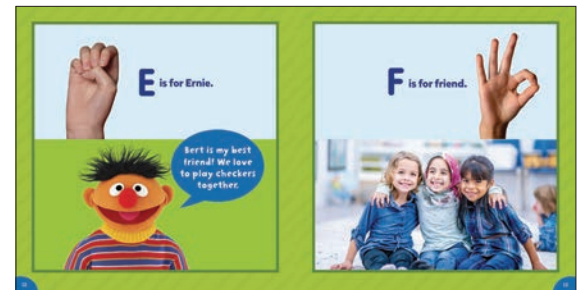 E is for Ernie.
Bert is my best
friend! We love
to play checkers
together.
F is for friend.